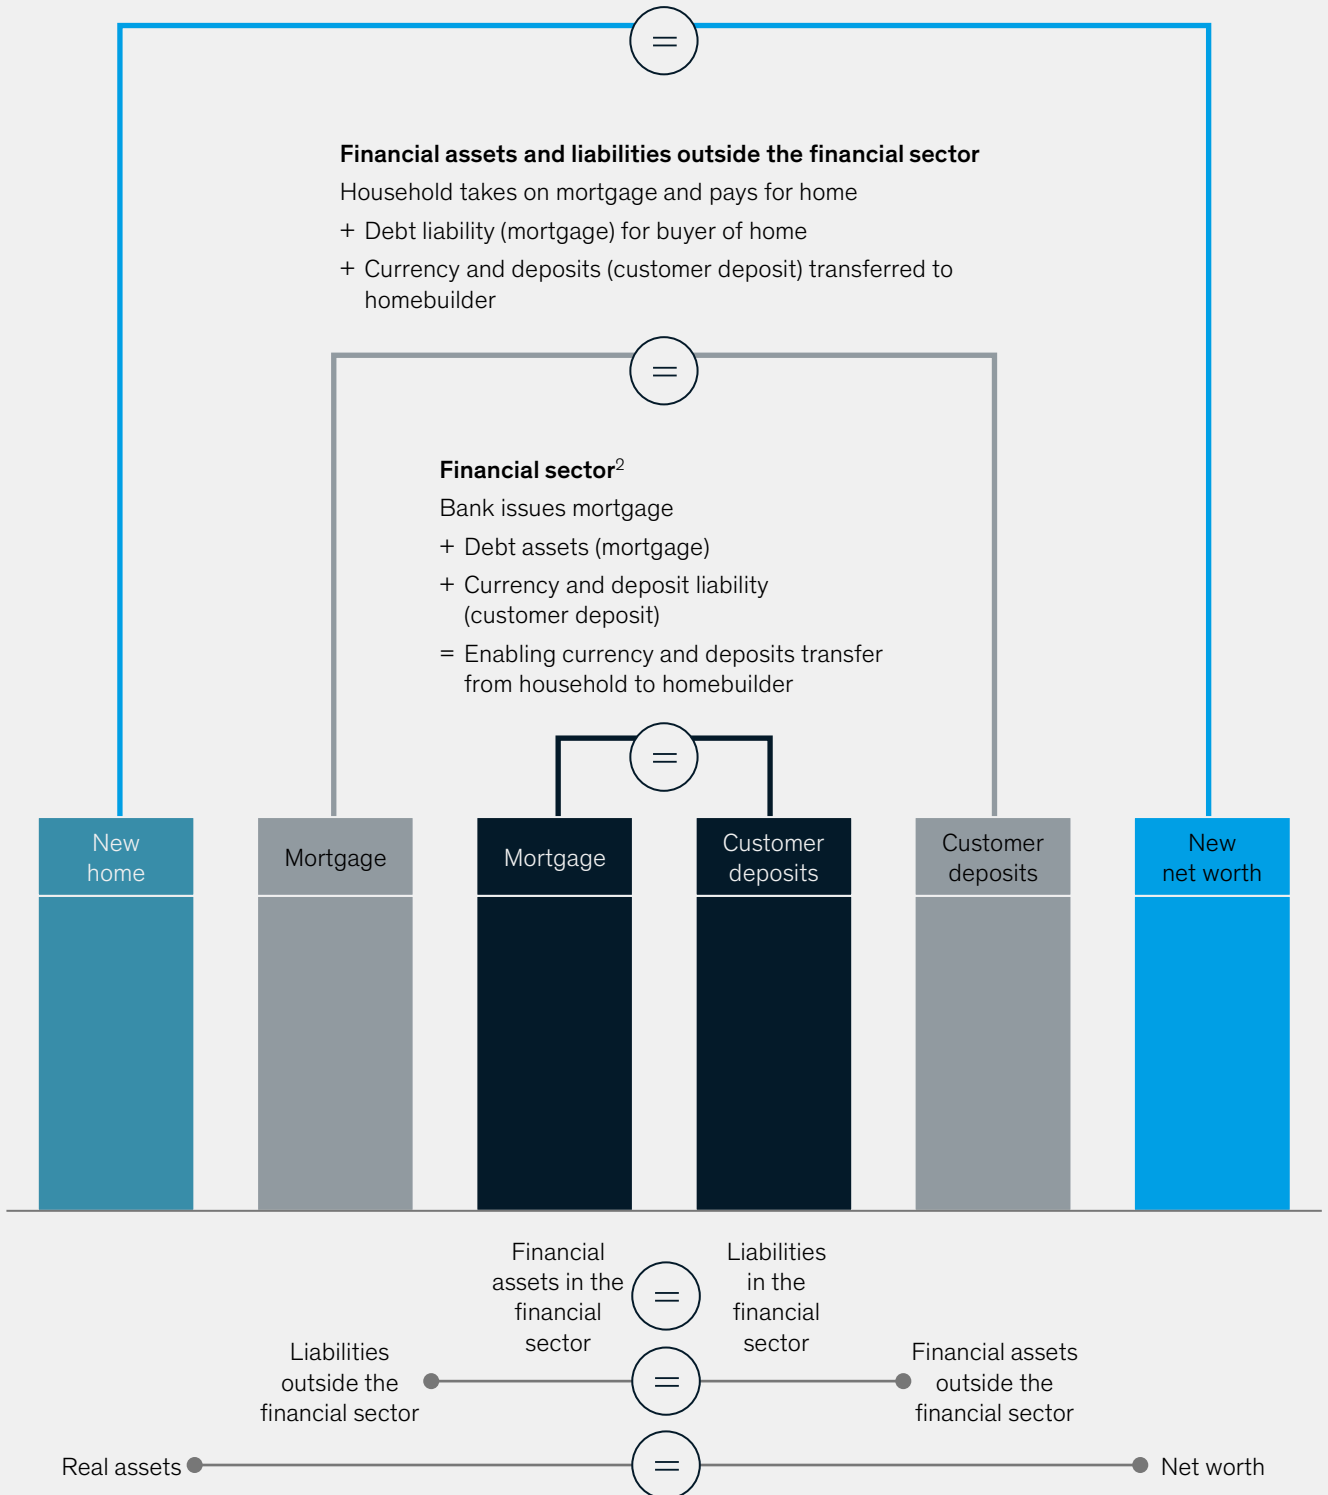 =
Financial assets and liabilities outside the financial sector
Household takes on mortgage and pays for home
+ Debt liability (mortgage) for buyer of home
+ Currency and deposits (customer deposit) transferred to
homebuilder
=
Financial sector2
Bank issues mortgage
+ Debt assets (mortgage)
+ Currency and deposit liability
(customer deposit)
= Enabling currency and deposits transfer
from household to homebuilder
=
New
home
Mortgage
Mortgage
Customer
deposits
Customer
deposits
New
net worth
Financial
assets in the
financial
sector
=
Liabilities
in the
financial
sector
Liabilities
outside the
financial sector
=
Financial assets
outside the
financial sector
Real assets
=
Net worth